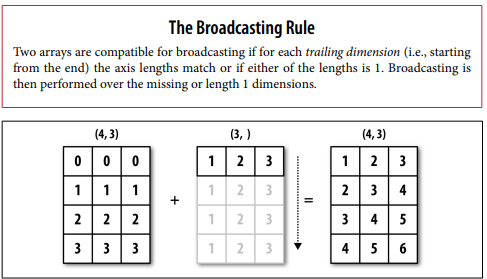 The Broadcasting Rule
Two arrays are compatible for broadcasting if for each trailing dimension (i.e., starting
from the end) the axis lengths match or if either of the lengths is 1. Broadcasting is
then performed over the missing or length 1 dimensions.
(4, 3) (3, ) (4, 3)
0 0 0 1 2 3 1 2 3
1 1 1 1 2 3 2 3 4
+ =
2 2 2 1 2 3 3 4 5
3 3 3 1 2 3 4 5 6